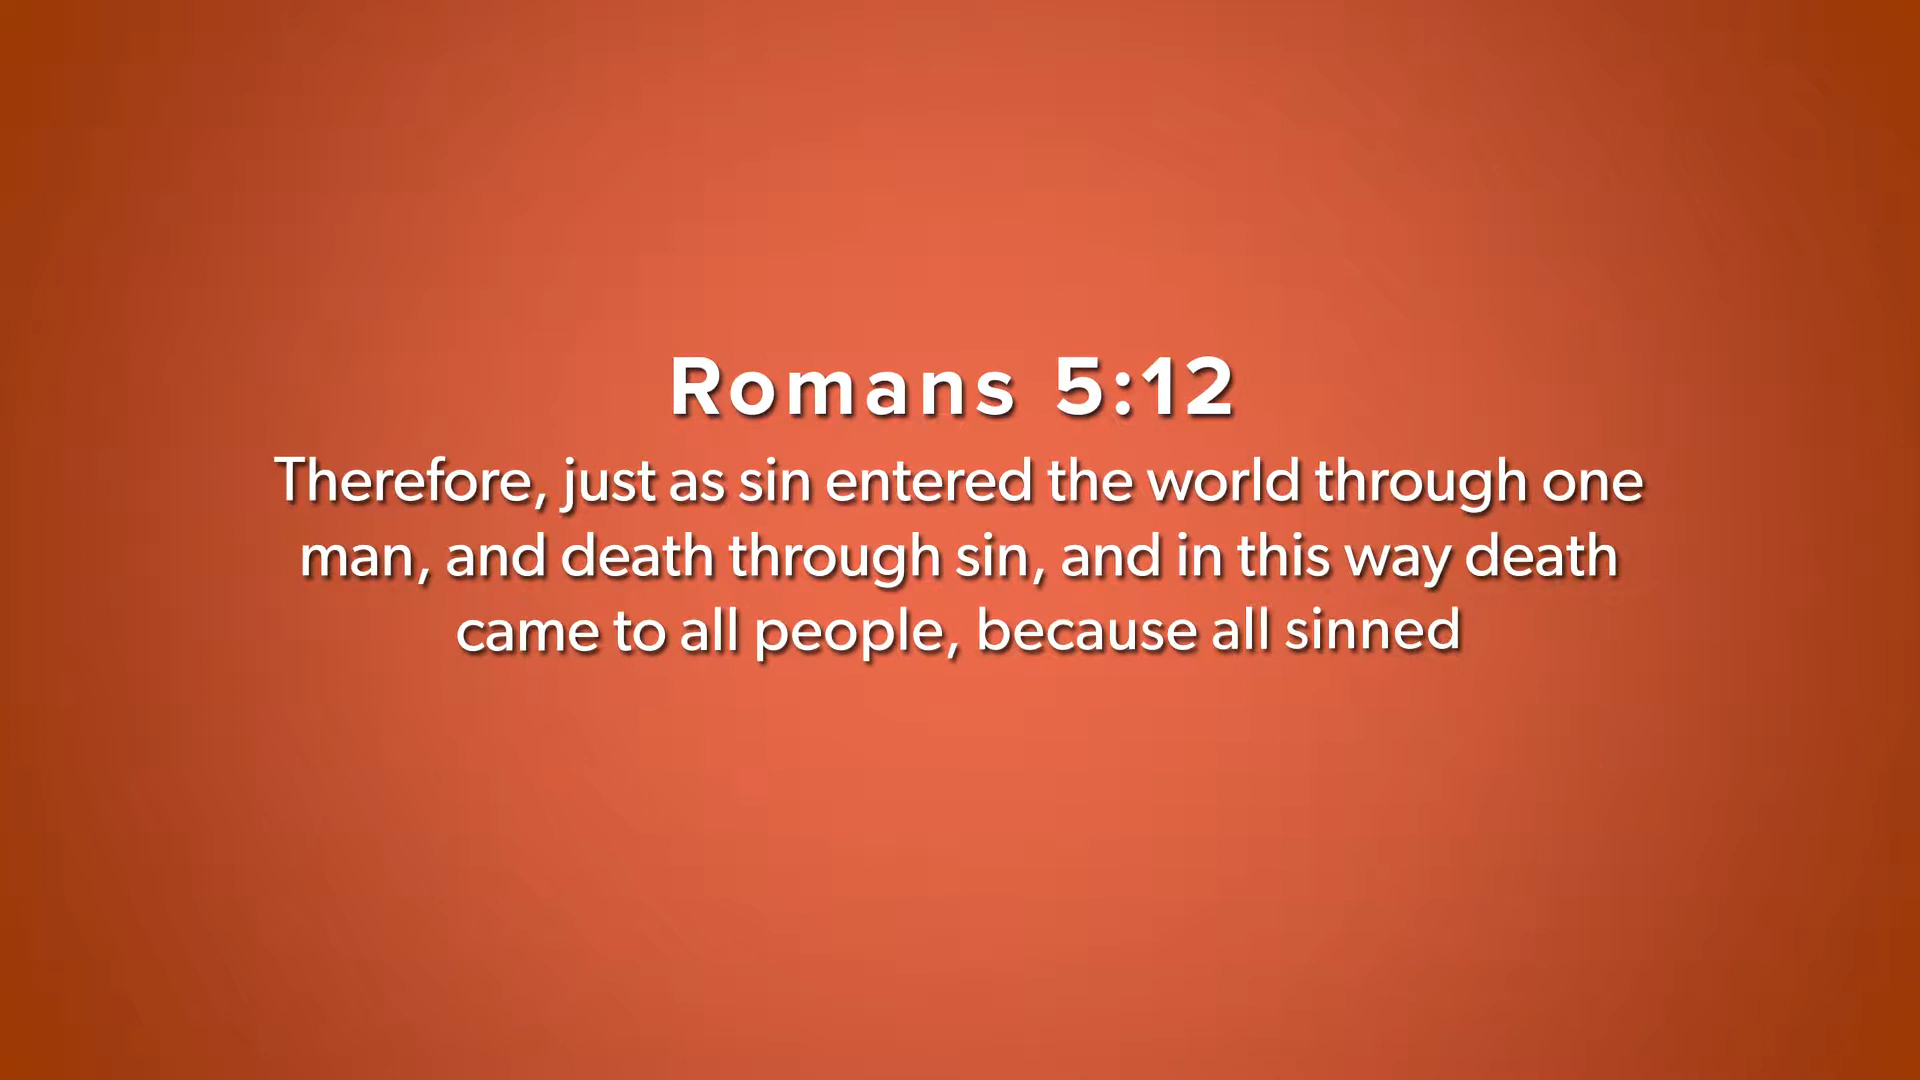 Romans 5:12
Therefore, just as sin entered the world through one
man, and death through sin, and in this way death
came to all people, because all sinned